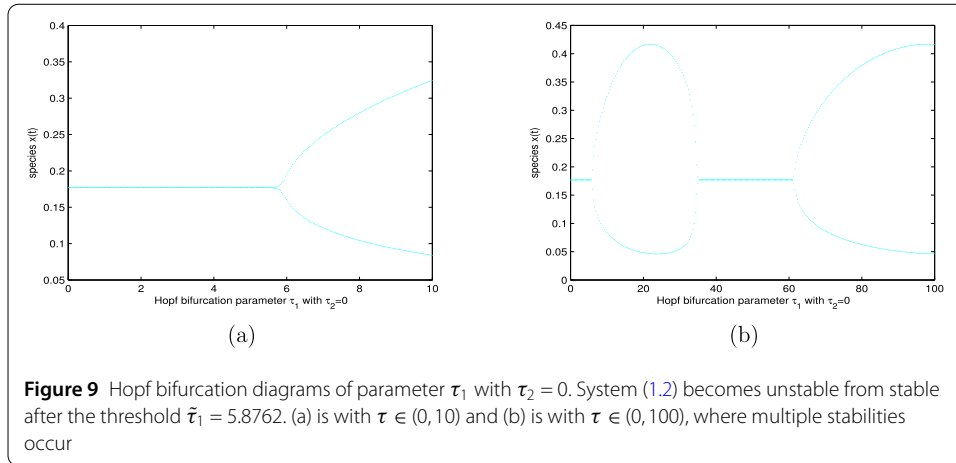 0.4
0.35
0.3
0.25
0.2
0.15
0.1
0.05
species x(t)
0 2 4 6 8 10
Hopf bifurcation parameter τ₁ with τ₂=0
(a)
0.45
0.4
0.35
0.3
0.25
0.2
0.15
0.1
0.05
0
species x(t)
0 20 40 60 80 100
Hopf bifurcation parameter τ₁ with τ₂=0
(b)
Figure 9 Hopf bifurcation diagrams of parameter τ₁ with τ₂ = 0. System (1.2) becomes unstable from stable
after the threshold τ̃₁ = 5.8762. (a) is with τ ∈ (0, 10) and (b) is with τ ∈ (0, 100), where multiple stabilities
occur